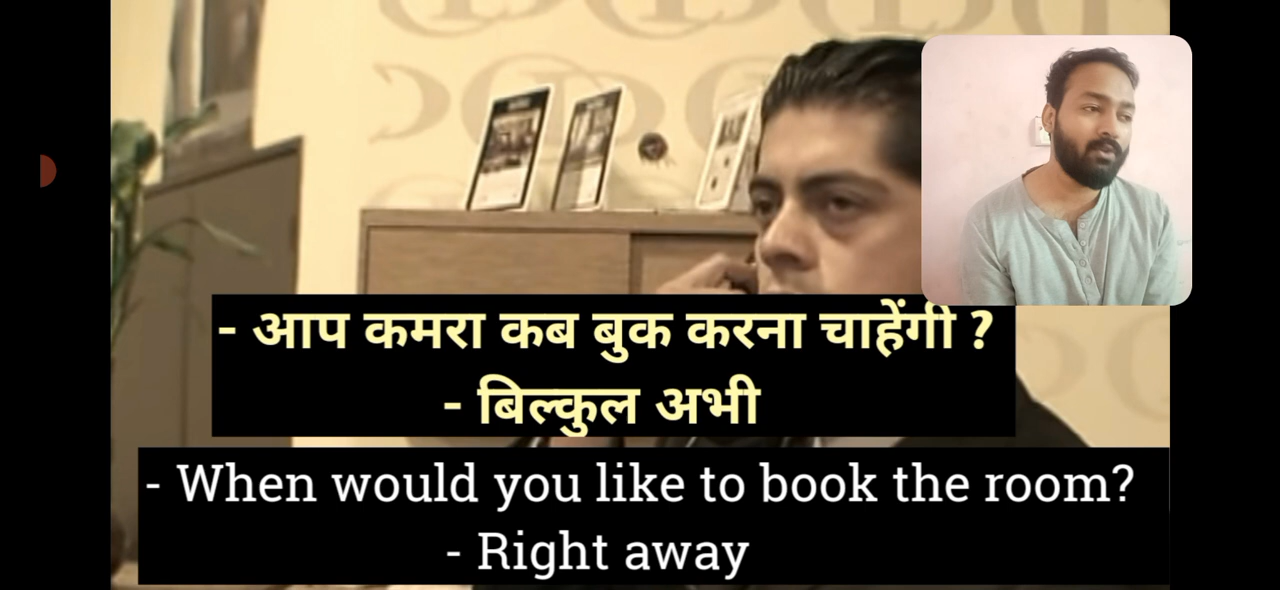 - आप कमरा कब बुक करना चाहेंगी ?
- बिल्कुल अभी
- When would you like to book the room?
- Right away